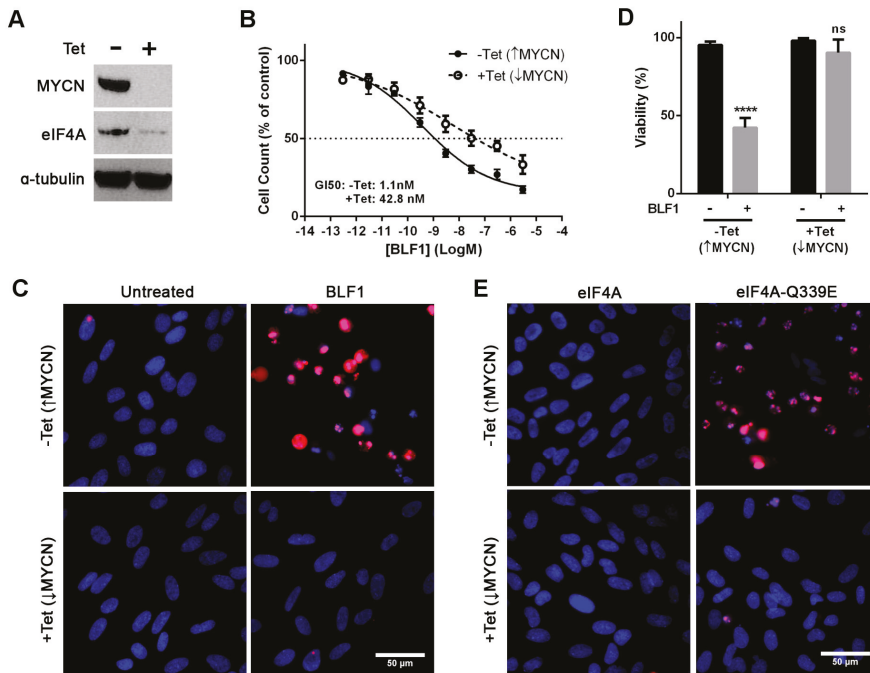 A
Tet - +
MYCN
eIF4A
α-tubulin
B
Cell Count (% of control)
100
50
0
-Tet (↑MYCN)
+Tet (↓MYCN)
GI50: -Tet: 1.1nM
+Tet: 42.8 nM
-14 -13 -12 -11 -10 -9 -8 -7 -6 -5 -4
[BLF1] (LogM)
D
Viability (%)
100
50
0
****
ns
BLF1 - + - +
-Tet +Tet
(↑MYCN) (↓MYCN)
C
Untreated BLF1
-Tet (↑MYCN)
+Tet (↓MYCN)
50 μm
E
eIF4A eIF4A-Q339E
-Tet (↑MYCN)
+Tet (↓MYCN)
50 μm